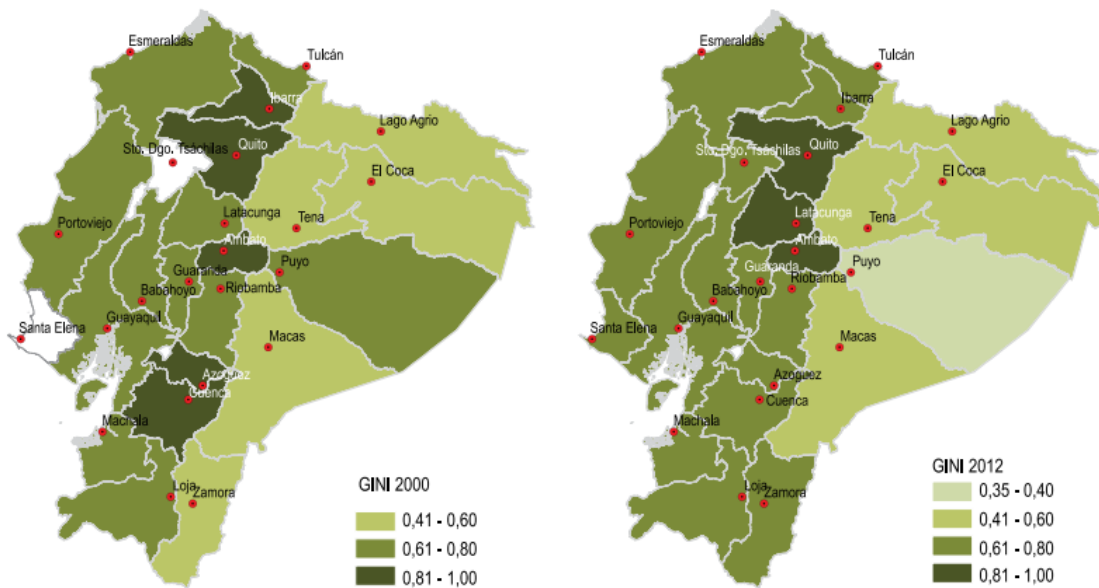 Esmeraldas
Tulcán
Ibarra
Lago Agrio
Sto. Dgo. Tsáchilas
Quito
El Coca
Portoviejo
Latacunga
Tena
Ambato
Guaranda
Puyo
Babahoyo
Riobamba
Santa Elena
Guayaquil
Macas
Azoguez
Cuenca
Machala
Loja
Zamora
GINI 2000
0,41 - 0,60
0,61 - 0,80
0,81 - 1,00
Esmeraldas
Tulcán
Ibarra
Lago Agrio
Sto. Dgo. Tsáshilas
Quito
El Coca
Portoviejo
Latacunga
Tena
Ambato
Guaranda
Puyo
Babahoyo
Riobamba
Santa Elena
Guayaquil
Macas
Azoguez
Cuenca
Machala
Loja
Zamora
GINI 2012
0,35 - 0,40
0,41 - 0,60
0,61 - 0,80
0,81 - 1,00